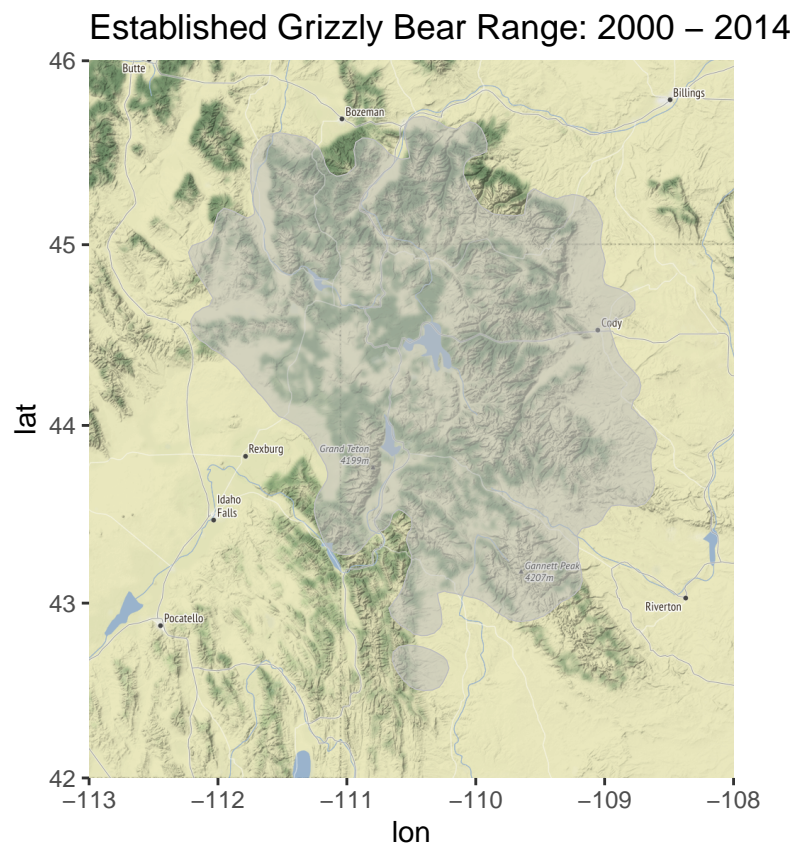 Established Grizzly Bear Range: 2000 – 2014
46
Butte
Billings
Bozeman
45
Cody
44
lat
Rexburg
Grand Teton
4199m
Idaho
Falls
Gannett Peak
4207m
43
Riverton
Pocatello
42
−113
−112
−111
−110
−109
−108
lon